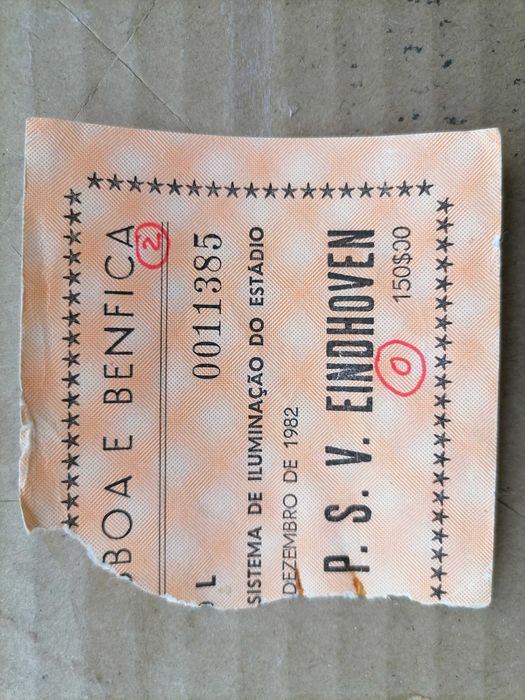 BOA E BENFICA
2
0011385
L
SISTEMA DE ILUMINAÇÃO DO ESTÁDIO
DEZEMBRO DE 1982
P. S. V. EINDHOVEN
0
150$00